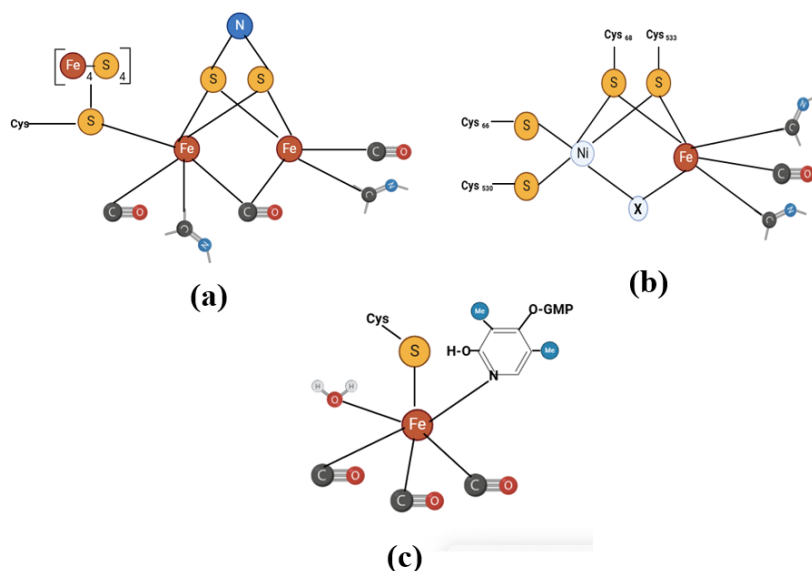 N
Fe S
4 4
S S
Cys S
Fe Fe
C O
C O C O
C N
C N
(a)
Cys 68 Cys 533
S S
Cys 66 S
Ni Fe
Cys 530 S
X
C N
C O
C N
(b)
Cys
S
Me O-GMP
H-O Me
N
H H
O
Fe
C O C O C O
(c)